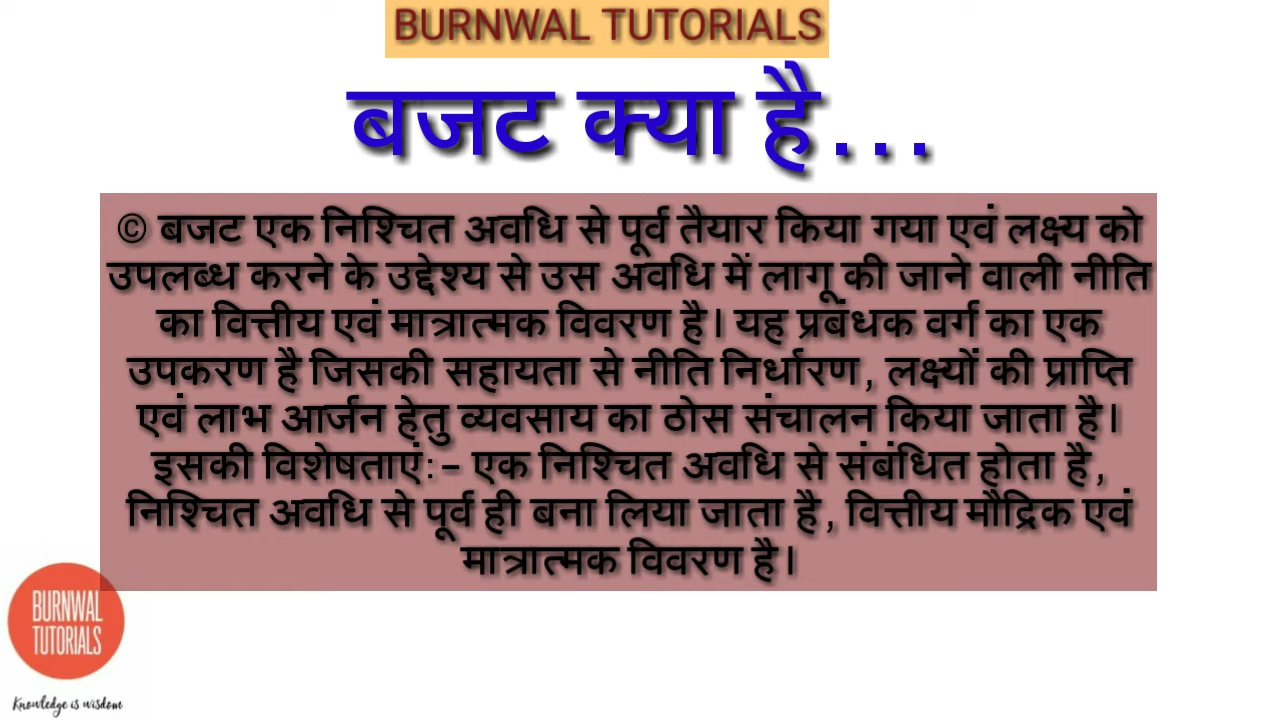 BURNWAL TUTORIALS
बजट क्या है...
© बजट एक निश्चित अवधि से पूर्व तैयार किया गया एवं लक्ष्य को
उपलब्ध करने के उद्देश्य से उस अवधि में लागू की जाने वाली नीति
का वित्तीय एवं मात्रात्मक विवरण है। यह प्रबंधक वर्ग का एक
उपकरण है जिसकी सहायता से नीति निर्धारण, लक्ष्यों की प्राप्ति
एवं लाभ आर्जन हेतु व्यवसाय का ठोस संचालन किया जाता है।
इसकी विशेषताएं:- एक निश्चित अवधि से संबंधित होता है,
निश्चित अवधि से पूर्व ही बना लिया जाता है, वित्तीय मौद्रिक एवं
मात्रात्मक विवरण है।
BURNWAL
TUTORIALS
Knowledge is wisdom